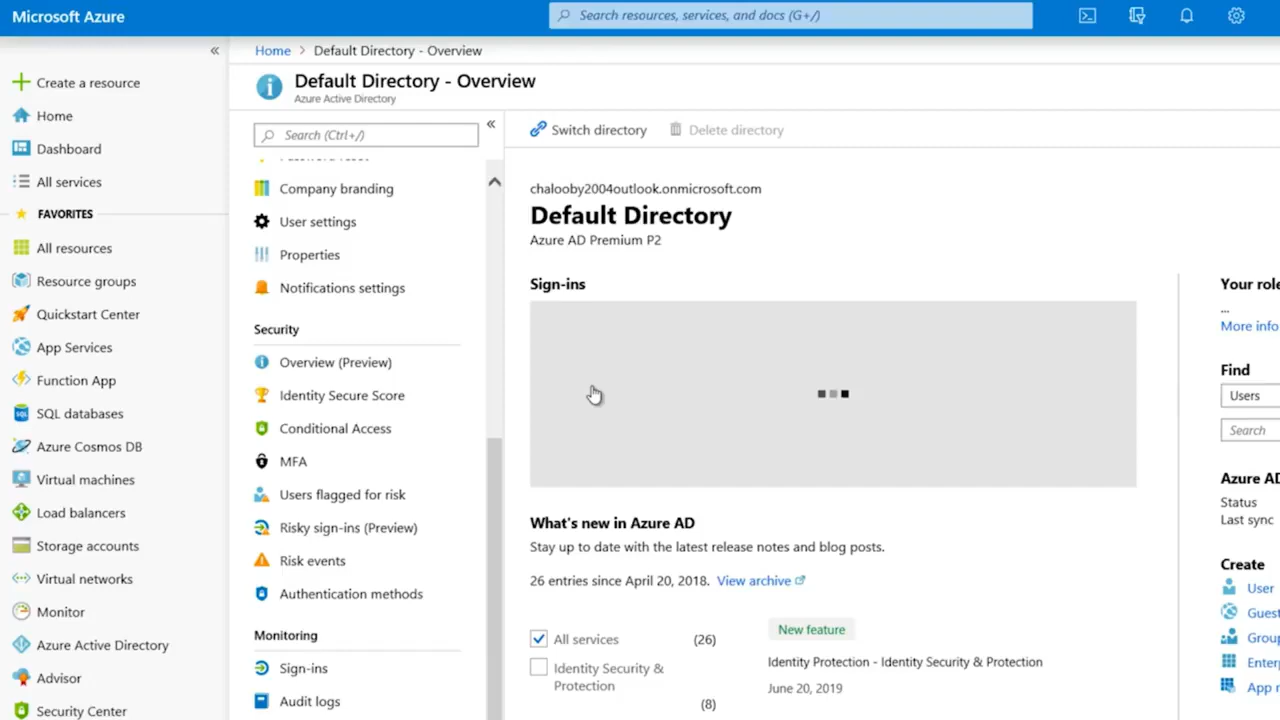 Microsoft Azure
Search resources, services, and docs (G+/)
«
Home > Default Directory - Overview
Default Directory - Overview
Azure Active Directory
Create a resource
Home
Dashboard
All services
FAVORITES
All resources
Resource groups
Quickstart Center
App Services
Function App
SQL databases
Azure Cosmos DB
Virtual machines
Load balancers
Storage accounts
Virtual networks
Monitor
Azure Active Directory
Advisor
Security Center
Search (Ctrl+/)
«
Company branding
User settings
Properties
Notifications settings
Security
Overview (Preview)
Identity Secure Score
Conditional Access
MFA
Users flagged for risk
Risky sign-ins (Preview)
Risk events
Authentication methods
Monitoring
Sign-ins
Audit logs
Switch directory
Delete directory
chalooby2004outlook.onmicrosoft.com
Default Directory
Azure AD Premium P2
Sign-ins
What's new in Azure AD
Stay up to date with the latest release notes and blog posts.
26 entries since April 20, 2018. View archive
All services (26)
Identity Security &
Protection
(8)
New feature
Identity Protection - Identity Security & Protection
June 20, 2019
Your role
...
More info
Find
Users
Search
Azure AD
Status
Last sync
Create
User
Guest
Group
Enter
App r